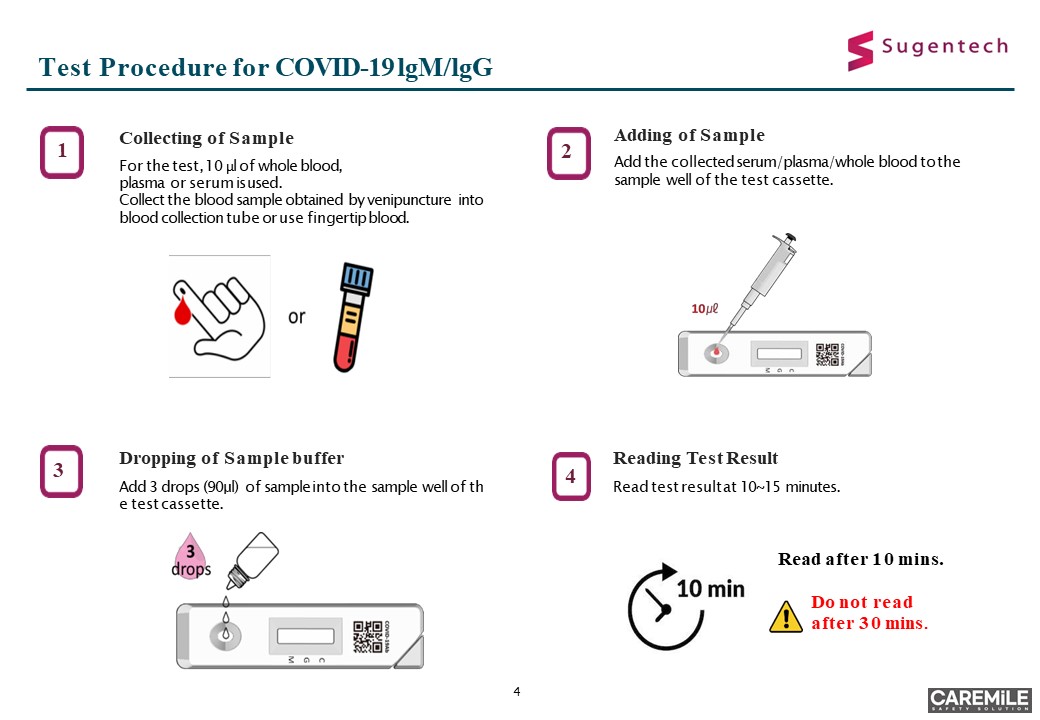 Test Procedure for COVID-19 lgM/lgG
Sugentech
1
Collecting of Sample
For the test, 10 µl of whole blood,
plasma or serum is used.
Collect the blood sample obtained by venipuncture into
blood collection tube or use fingertip blood.
or
2
Adding of Sample
Add the collected serum/plasma/whole blood to the
sample well of the test cassette.
10㎕
COVID-19Ab
M G C
3
Dropping of Sample buffer
Add 3 drops (90µl) of sample into the sample well of th
e test cassette.
3
drops
COVID-19Ab
M G C
4
Reading Test Result
Read test result at 10~15 minutes.
10 min
Read after 10 mins.
Do not read
after 30 mins.
4
CAREMiLE
SAFETY SOLUTION